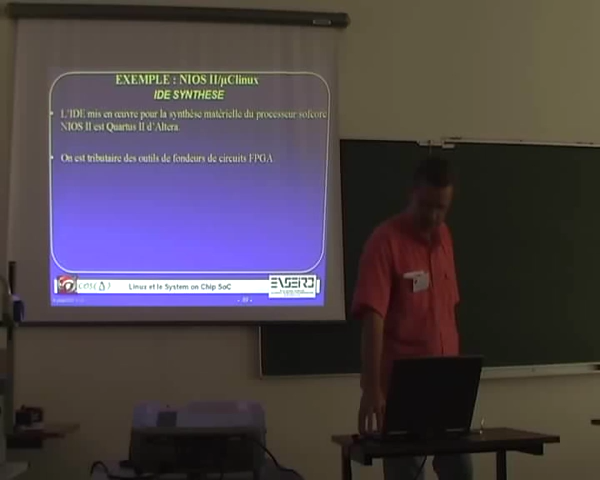 EXEMPLE : NIOS II/µClinux
IDE SYNTHESE
• L'IDE mis en œuvre pour la synthèse matérielle du processeur sofcore
NIOS II est Quartus II d'Altera.
• On est tributaire des outils de fondeurs de circuits FPGA
Linux et le System on Chip SoC
ENSEIRB